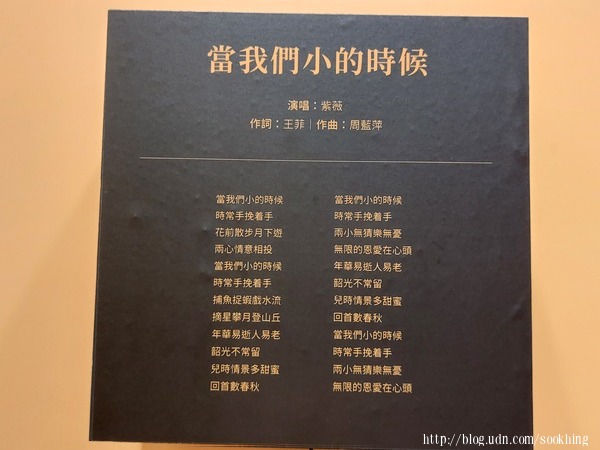 當我們小的時候
演唱：紫薇
作詞：王菲｜作曲：周藍萍
當我們小的時候
時常手挽着手
花前散步月下遊
兩心情意相投
當我們小的時候
時常手挽着手
捕魚捉蝦戲水流
摘星攀月登山丘
年華易逝人易老
韶光不常留
兒時情景多甜蜜
回首數春秋
當我們小的時候
時常手挽着手
兩小無猜樂無憂
無限的恩愛在心頭
年華易逝人易老
韶光不常留
兒時情景多甜蜜
回首數春秋
當我們小的時候
時常手挽着手
兩小無猜樂無憂
無限的恩愛在心頭
http://blog.udn.com/sookhing